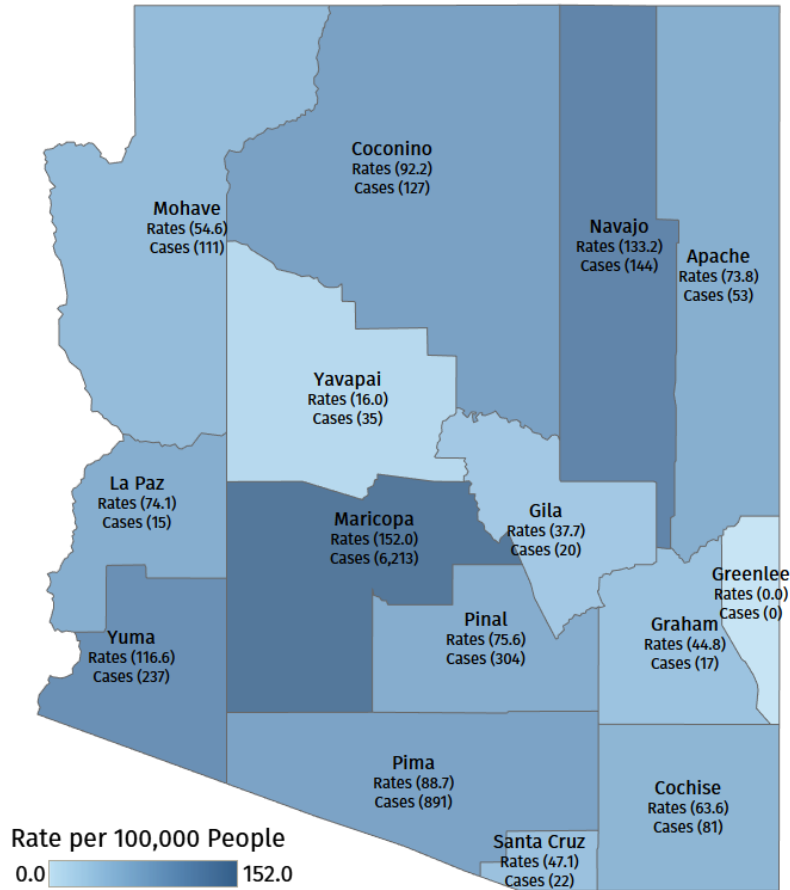 Coconino
Rates (92.2)
Cases (127)
Mohave
Rates (54.6)
Cases (111)
Navajo
Rates (133.2)
Cases (144)
Apache
Rates (73.8)
Cases (53)
Yavapai
Rates (16.0)
Cases (35)
La Paz
Rates (74.1)
Cases (15)
Maricopa
Rates (152.0)
Cases (6,213)
Gila
Rates (37.7)
Cases (20)
Greenlee
Rates (0.0)
Cases (0)
Yuma
Rates (116.6)
Cases (237)
Pinal
Rates (75.6)
Cases (304)
Graham
Rates (44.8)
Cases (17)
Pima
Rates (88.7)
Cases (891)
Cochise
Rates (63.6)
Cases (81)
Santa Cruz
Rates (47.1)
Cases (22)
Rate per 100,000 People
0.0 152.0